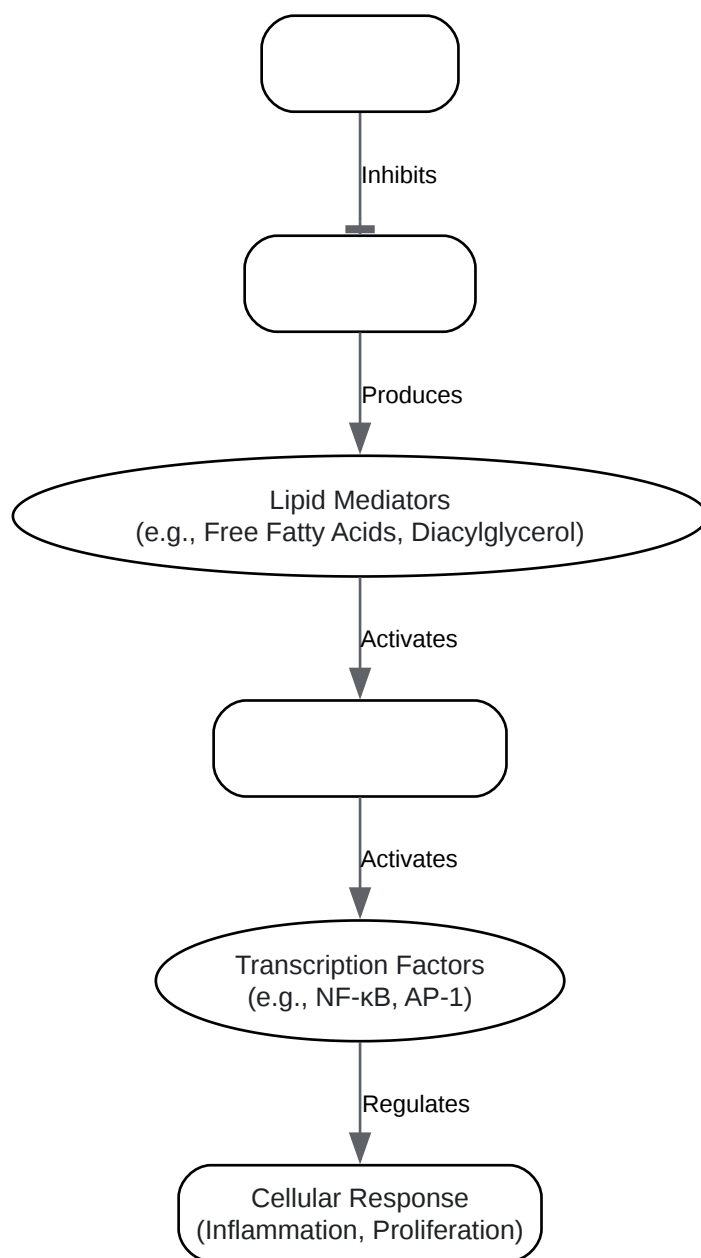 Inhibits
Produces
Lipid Mediators
(e.g., Free Fatty Acids, Diacylglycerol)
Activates
Activates
Transcription Factors
(e.g., NF-κB, AP-1)
Regulates
Cellular Response
(Inflammation, Proliferation)